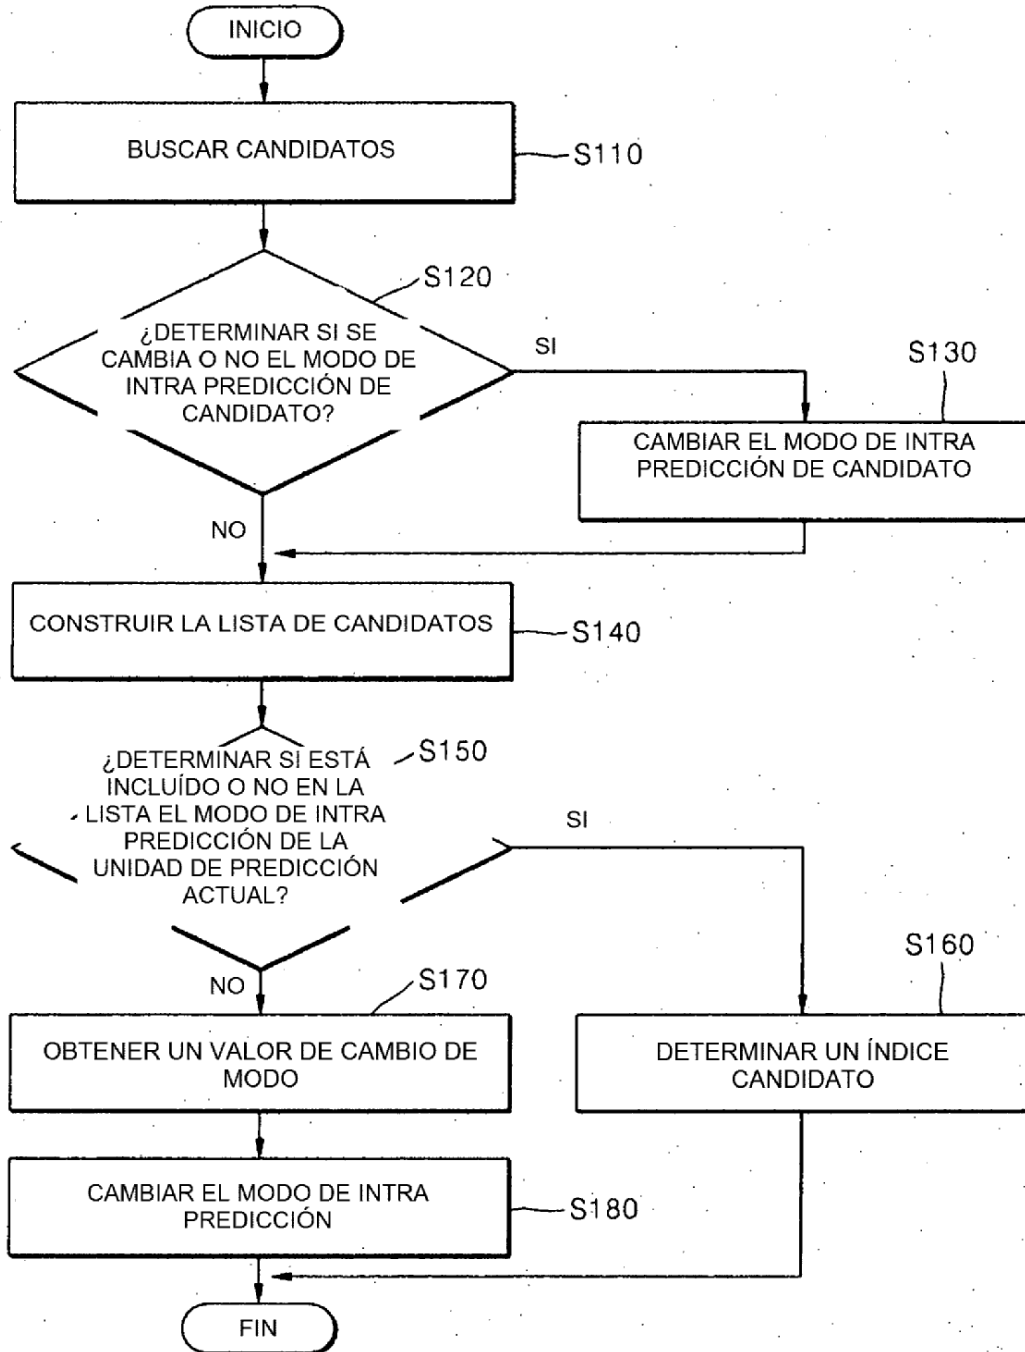 INICIO
BUSCAR CANDIDATOS
S110
S120
¿DETERMINAR SI SE
CAMBIA O NO EL MODO DE
INTRA PREDICCIÓN DE
CANDIDATO?
SI
S130
CAMBIAR EL MODO DE INTRA
PREDICCIÓN DE CANDIDATO
NO
CONSTRUIR LA LISTA DE CANDIDATOS
S140
¿DETERMINAR SI ESTÁ
INCLUÍDO O NO EN LA
LISTA EL MODO DE INTRA
PREDICCIÓN DE LA
UNIDAD DE PREDICCIÓN
ACTUAL?
S150
SI
S160
DETERMINAR UN ÍNDICE
CANDIDATO
NO
S170
OBTENER UN VALOR DE CAMBIO DE
MODO
CAMBIAR EL MODO DE INTRA
PREDICCIÓN
S180
FIN